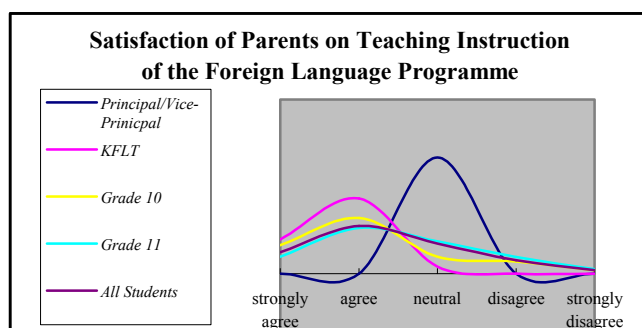 Satisfaction of Parents on Teaching Instruction
of the Foreign Language Programme
Principal/Vice-
Prinicpal
KFLT
Grade 10
Grade 11
All Students
strongly
agree
agree
neutral
disagree
strongly
disagree